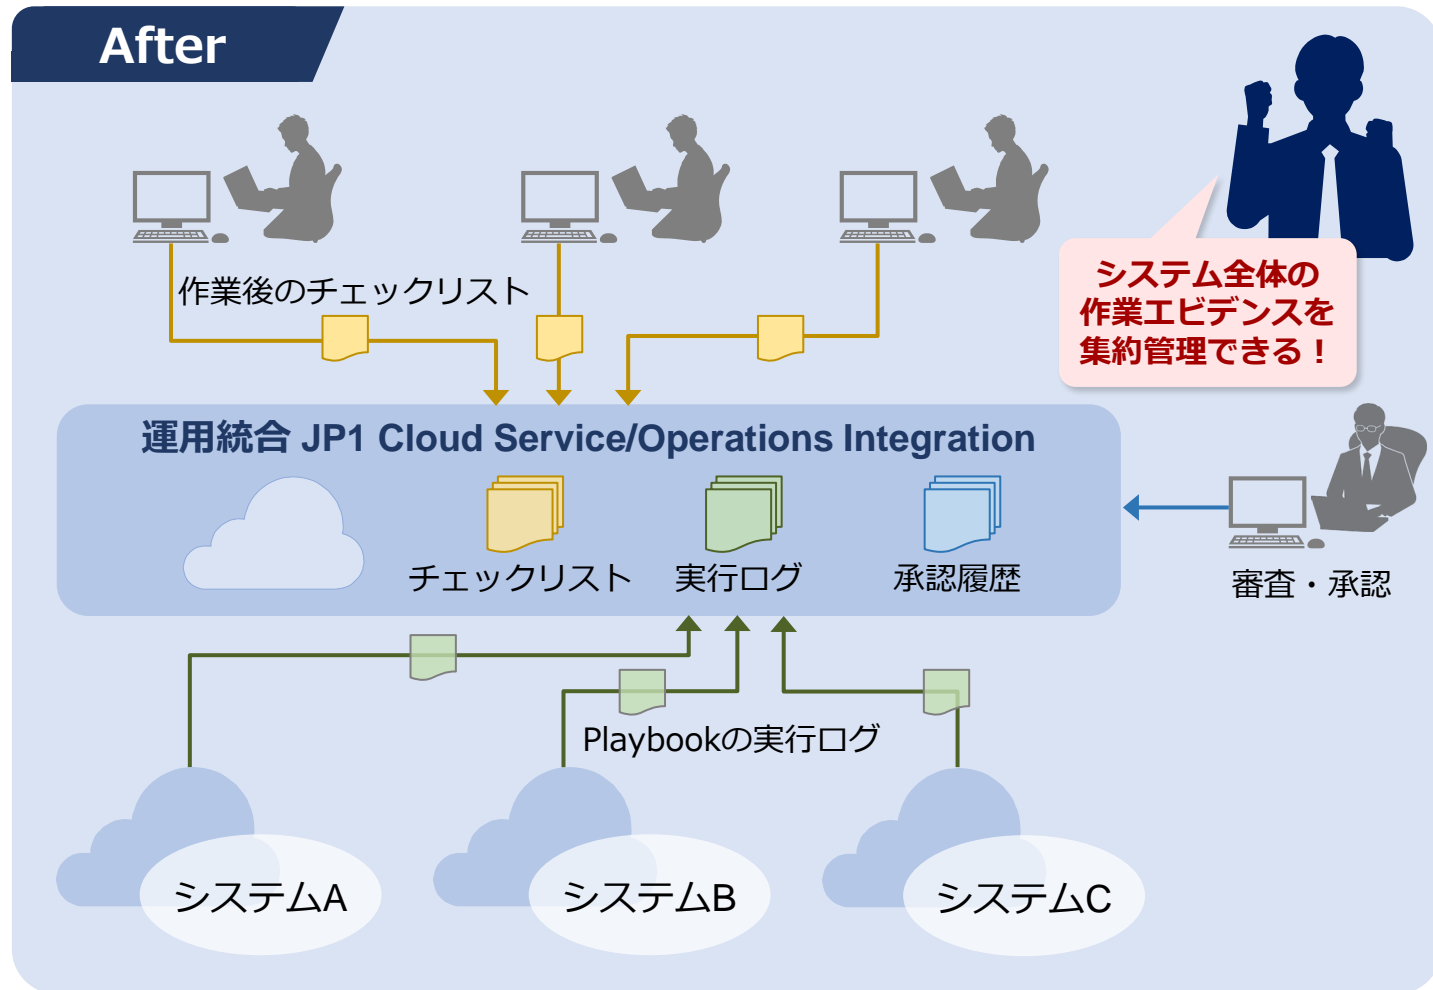 After
作業後のチェックリスト
システム全体の
作業エビデンスを
集約管理できる！
運用統合 JP1 Cloud Service/Operations Integration
チェックリスト
実行ログ
承認履歴
審査・承認
Playbookの実行ログ
システムA
システムB
システムC